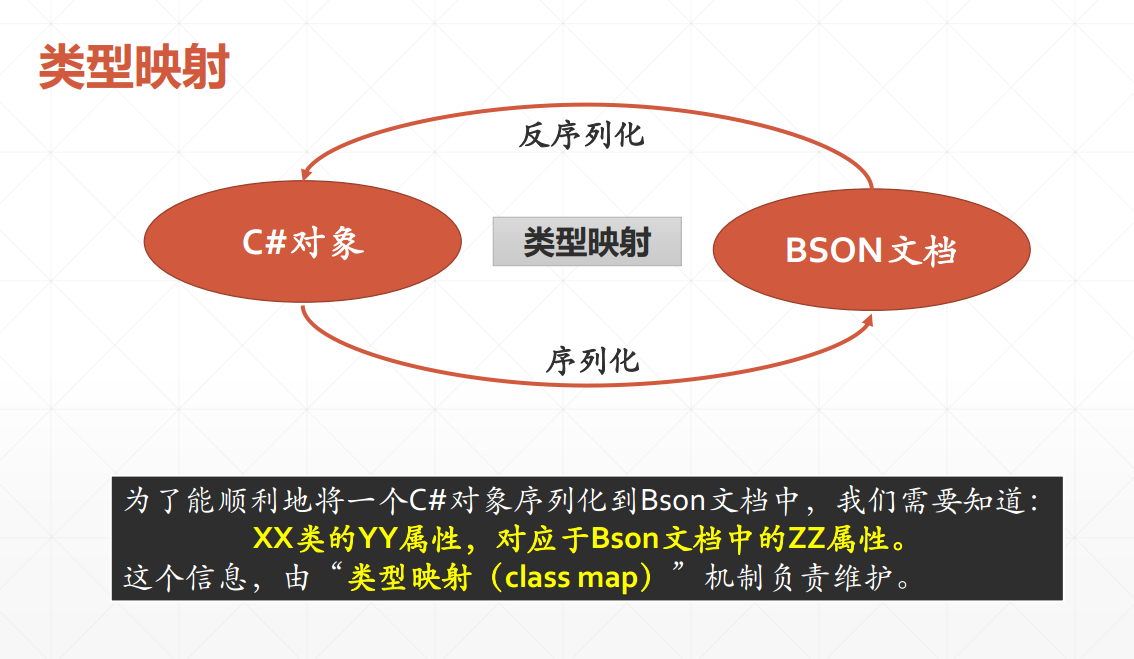 类型映射
反序列化
C#对象
类型映射
BSON文档
序列化
为了能顺利地将一个C#对象序列化到Bson文档中，我们需要知道：
XX类的YY属性，对应于Bson文档中的ZZ属性。
这个信息，由“类型映射（class map）”机制负责维护。